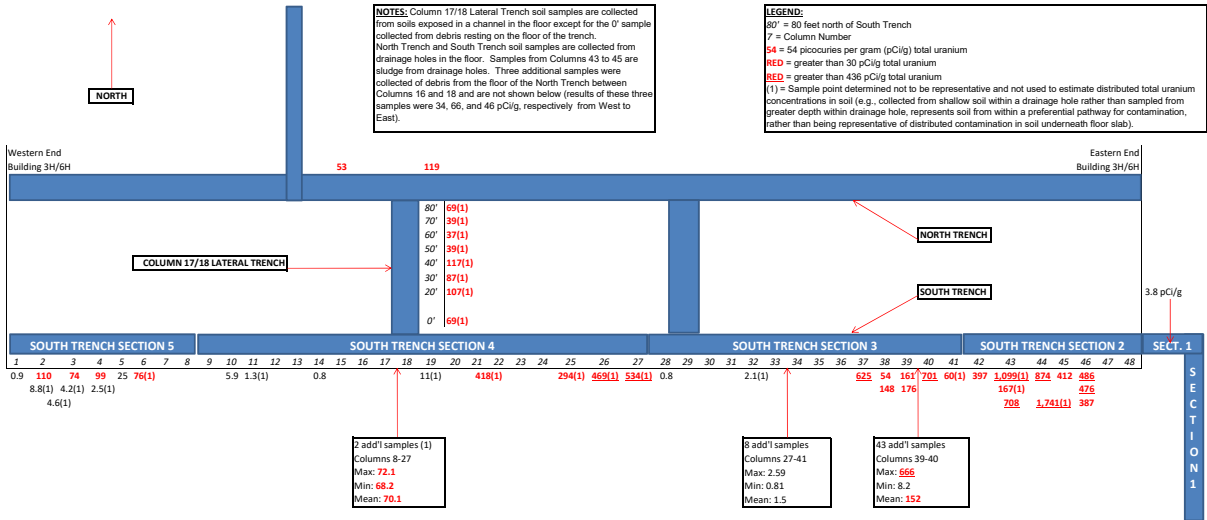 NOTES: Column 17/18 Lateral Trench soil samples are collected
from soils exposed in a channel in the floor except for the 0' sample
collected from debris resting on the floor of the trench.
North Trench and South Trench soil samples are collected from
drainage holes in the floor. Samples from Columns 43 to 45 are
sludge from drainage holes. Three additional samples were
collected of debris from the floor of the North Trench between
Columns 16 and 18 and are not shown below (results of these three
samples were 34, 66, and 46 pCi/g, respectively from West to
East).
LEGEND:
80' = 80 feet north of South Trench
7 = Column Number
54 = 54 picocuries per gram (pCi/g) total uranium
RED = greater than 30 pCi/g total uranium
RED = greater than 436 pCi/g total uranium
(1) = Sample point determined not to be representative and not used to estimate distributed total uranium
concentrations in soil (e.g., collected from shallow soil within a drainage hole rather than sampled from
greater depth within drainage hole, represents soil from within a preferential pathway for contamination,
rather than being representative of distributed contamination in soil underneath floor slab).
NORTH
Western End
Building 3H/6H
Eastern End
Building 3H/6H
53 119
80' 69(1)
70' 39(1)
60' 37(1)
50' 39(1)
40' 117(1)
30' 87(1)
20' 107(1)
0' 69(1)
COLUMN 17/18 LATERAL TRENCH
NORTH TRENCH
SOUTH TRENCH
3.8 pCi/g
SOUTH TRENCH SECTION 5 SOUTH TRENCH SECTION 4 SOUTH TRENCH SECTION 3 SOUTH TRENCH SECTION 2 SECT. 1
1 2 3 4 5 6 7 8 9 10 11 12 13 14 15 16 17 18 19 20 21 22 23 24 25 26 27 28 29 30 31 32 33 34 35 36 37 38 39 40 41 42 43 44 45 46 47 48
0.9 110 74 99 25 76(1) 5.9 1.3(1) 0.8 11(1) 418(1) 294(1) 469(1) 534(1) 0.8 2.1(1) 625 54 161 701 60(1) 397 1,099(1) 874 412 486
8.8(1) 4.2(1) 2.5(1) 148 176 167(1) 476
4.6(1) 708 1,741(1) 387
SECTION 1
2 add'l samples (1)
Columns 8-27
Max: 72.1
Min: 68.2
Mean: 70.1
8 add'l samples
Columns 27-41
Max: 2.59
Min: 0.81
Mean: 1.5
43 add'l samples
Columns 39-40
Max: 666
Min: 8.2
Mean: 152